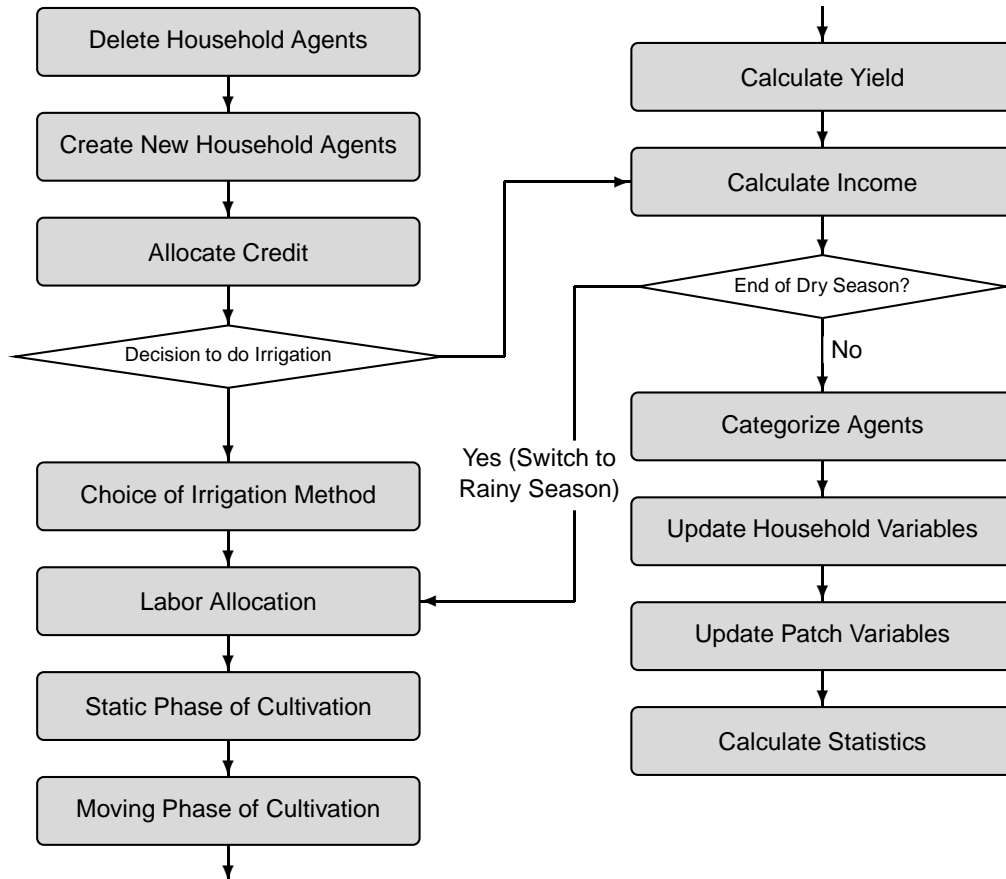 Delete Household Agents
Create New Household Agents
Allocate Credit
Decision to do Irrigation
Choice of Irrigation Method
Labor Allocation
Static Phase of Cultivation
Moving Phase of Cultivation
Yes (Switch to
Rainy Season)
Calculate Yield
Calculate Income
End of Dry Season?
No
Categorize Agents
Update Household Variables
Update Patch Variables
Calculate Statistics